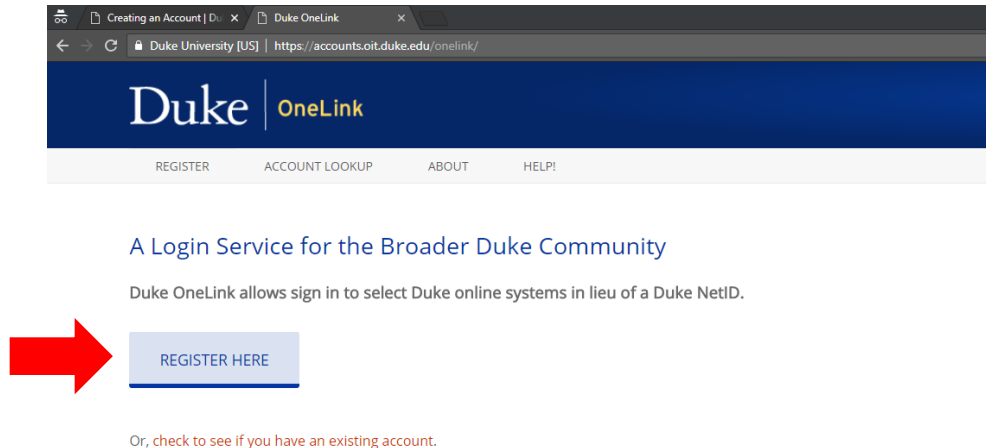 Creating an Account | Du
Duke OneLink
Duke University [US] | https://accounts.oit.duke.edu/onelink/
Duke | OneLink
REGISTER ACCOUNT LOOKUP ABOUT HELP!
A Login Service for the Broader Duke Community
Duke OneLink allows sign in to select Duke online systems in lieu of a Duke NetID.
REGISTER HERE
Or, check to see if you have an existing account.